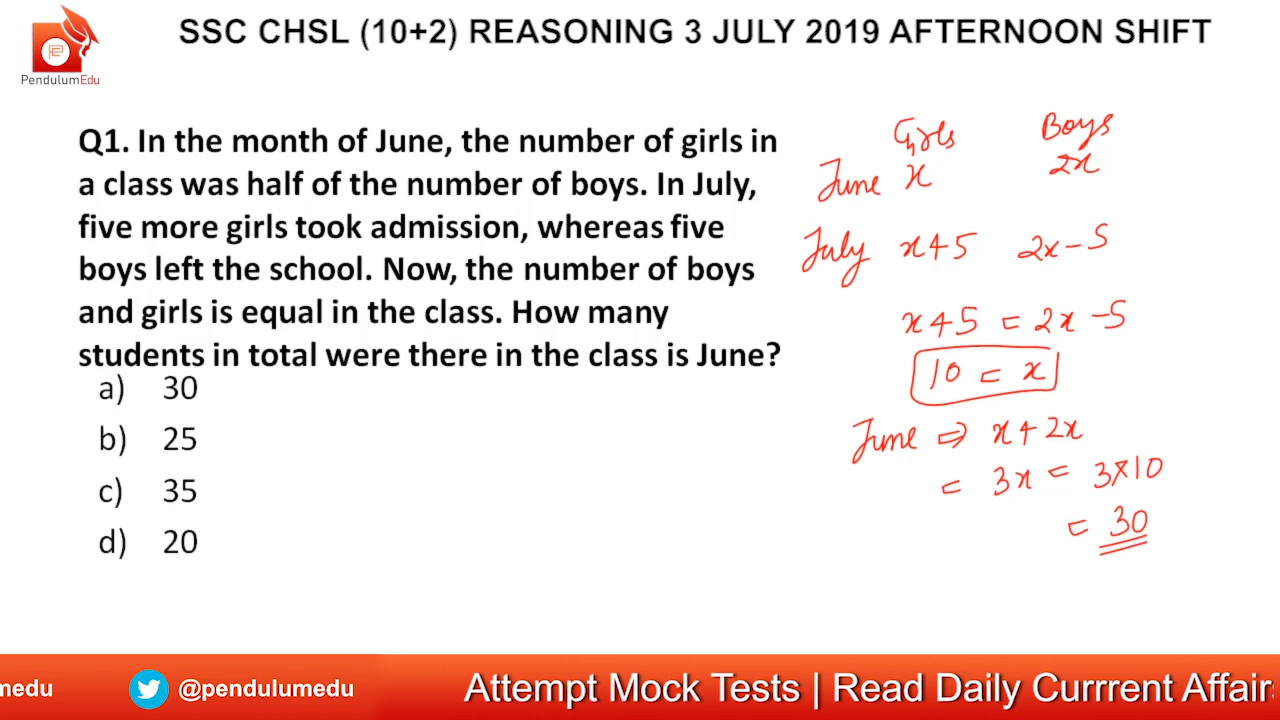 SSC CHSL (10+2) REASONING 3 JULY 2019 AFTERNOON SHIFT
PendulumEdu
Q1. In the month of June, the number of girls in
a class was half of the number of boys. In July,
five more girls took admission, whereas five
boys left the school. Now, the number of boys
and girls is equal in the class. How many
students in total were there in the class is June?
a) 30
b) 25
c) 35
d) 20
Girls Boys
June x 2x
July x+5 2x-5
x+5 = 2x-5
10 = x
June ⇒ x+2x
= 3x = 3×10
= 30
medu @pendulumedu Attempt Mock Tests | Read Daily Currrent Affair